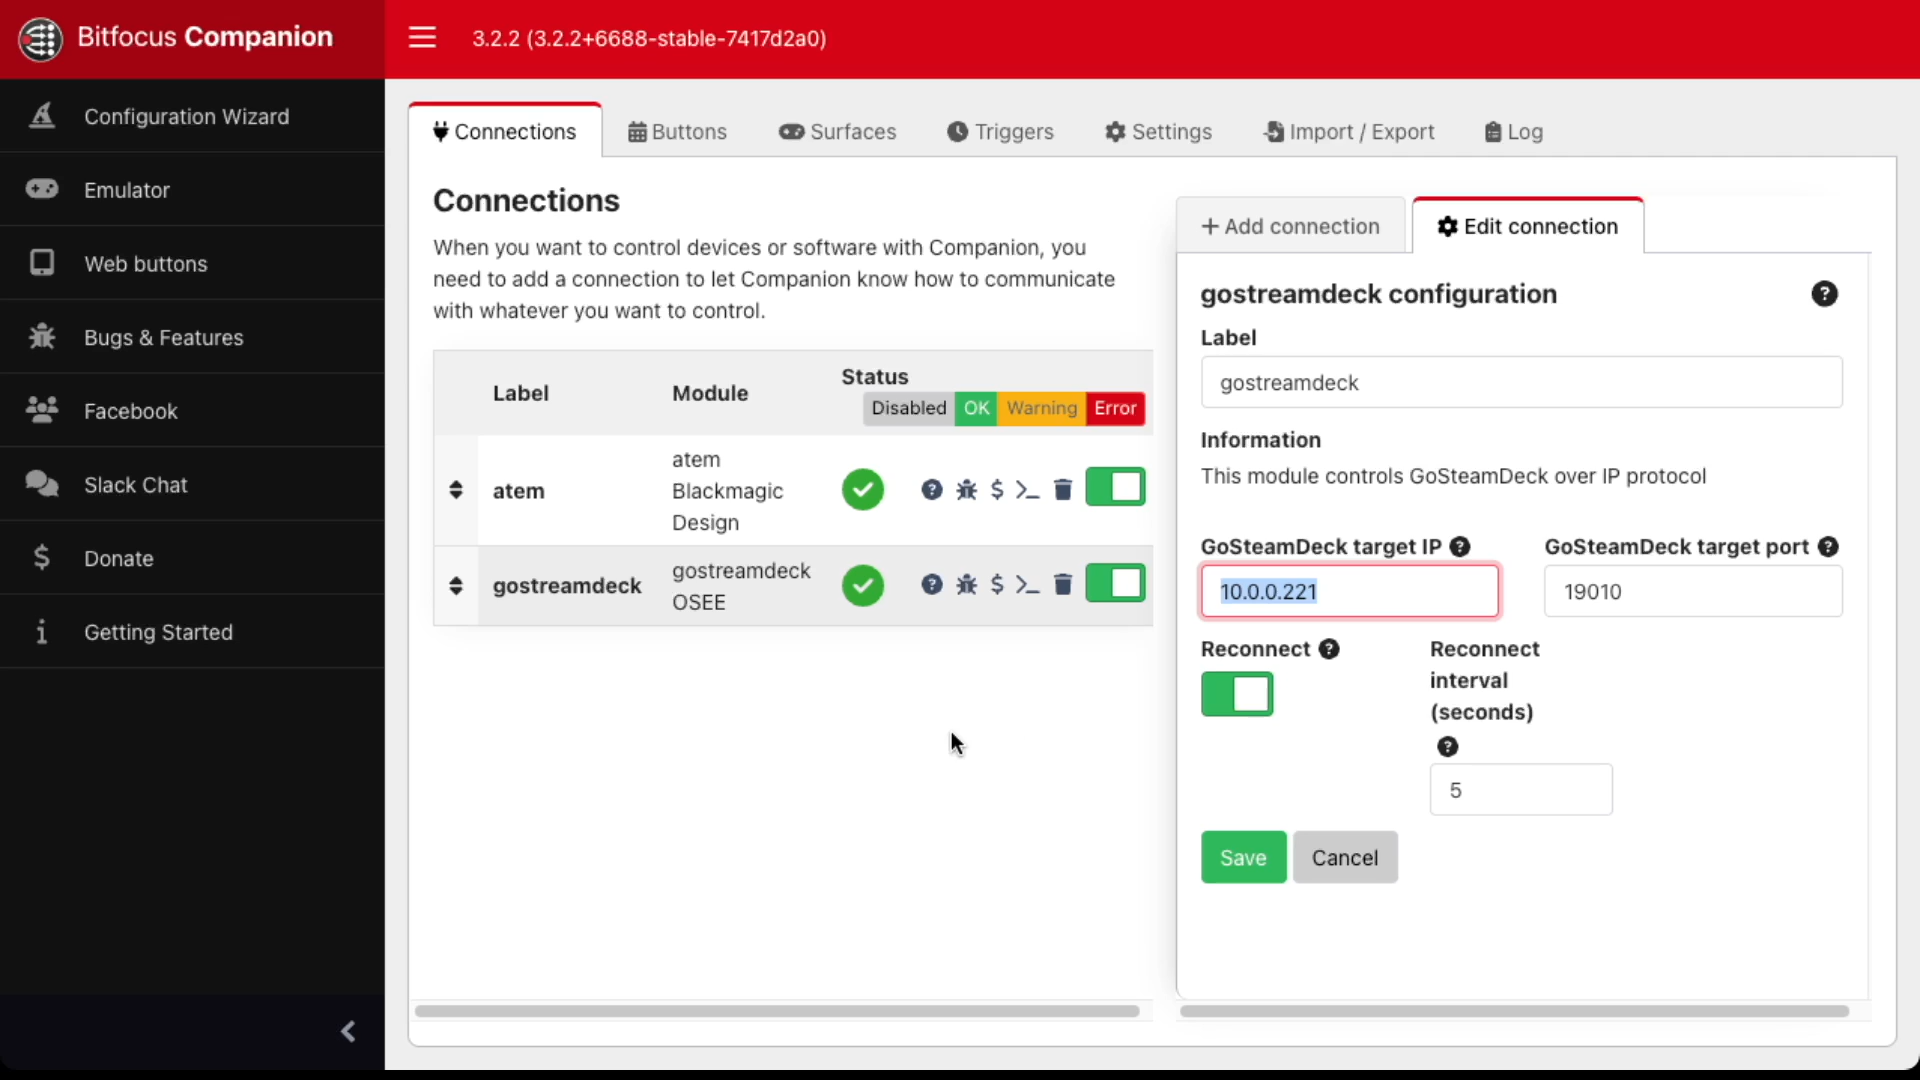 Bitfocus Companion
3.2.2 (3.2.2+6688-stable-7417d2a0)
Configuration Wizard
Emulator
Web buttons
Bugs & Features
Facebook
Slack Chat
Donate
Getting Started
Connections
Buttons
Surfaces
Triggers
Settings
Import / Export
Log
Connections
When you want to control devices or software with Companion, you
need to add a connection to let Companion know how to communicate
with whatever you want to control.
Label
Module
Status
Disabled
OK
Warning
Error
atem
atem
Blackmagic
Design
gostreamdeck
gostreamdeck
OSEE
Add connection
Edit connection
gostreamdeck configuration
Label
gostreamdeck
Information
This module controls GoSteamDeck over IP protocol
GoSteamDeck target IP
GoSteamDeck target port
10.0.0.221
19010
Reconnect
Reconnect
interval
(seconds)
5
Save
Cancel